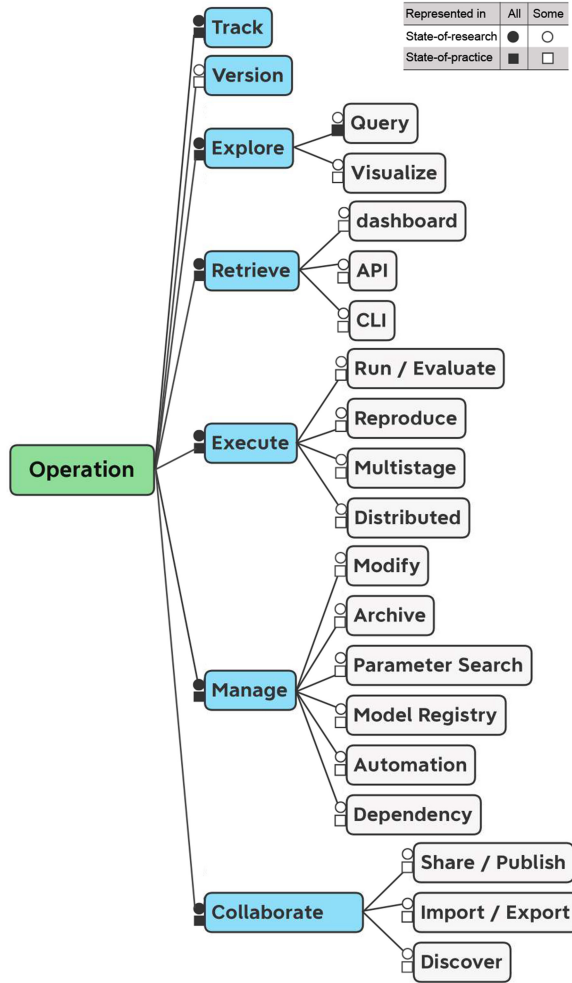 Represented in All Some
State-of-research
State-of-practice
Track
Version
Explore
Query
Visualize
Retrieve
dashboard
API
CLI
Operation
Execute
Run / Evaluate
Reproduce
Multistage
Distributed
Manage
Modify
Archive
Parameter Search
Model Registry
Automation
Dependency
Collaborate
Share / Publish
Import / Export
Discover